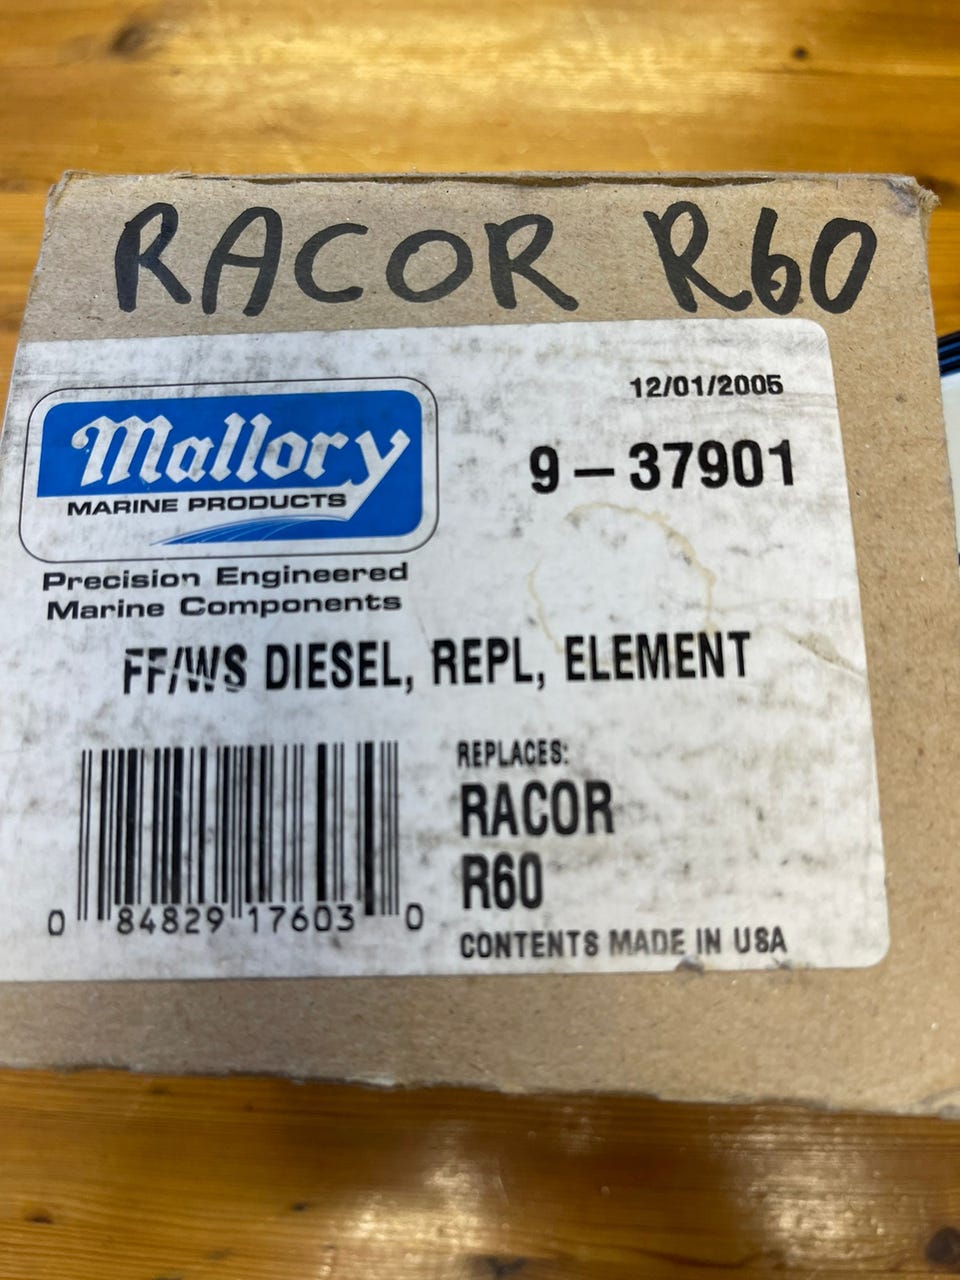 RACOR R60
12/01/2005
Mallory
MARINE PRODUCTS
9-37901
Precision Engineered
Marine Components
FF/WS DIESEL, REPL, ELEMENT
REPLACES:
RACOR
R60
0 84829 17603 0
CONTENTS MADE IN USA